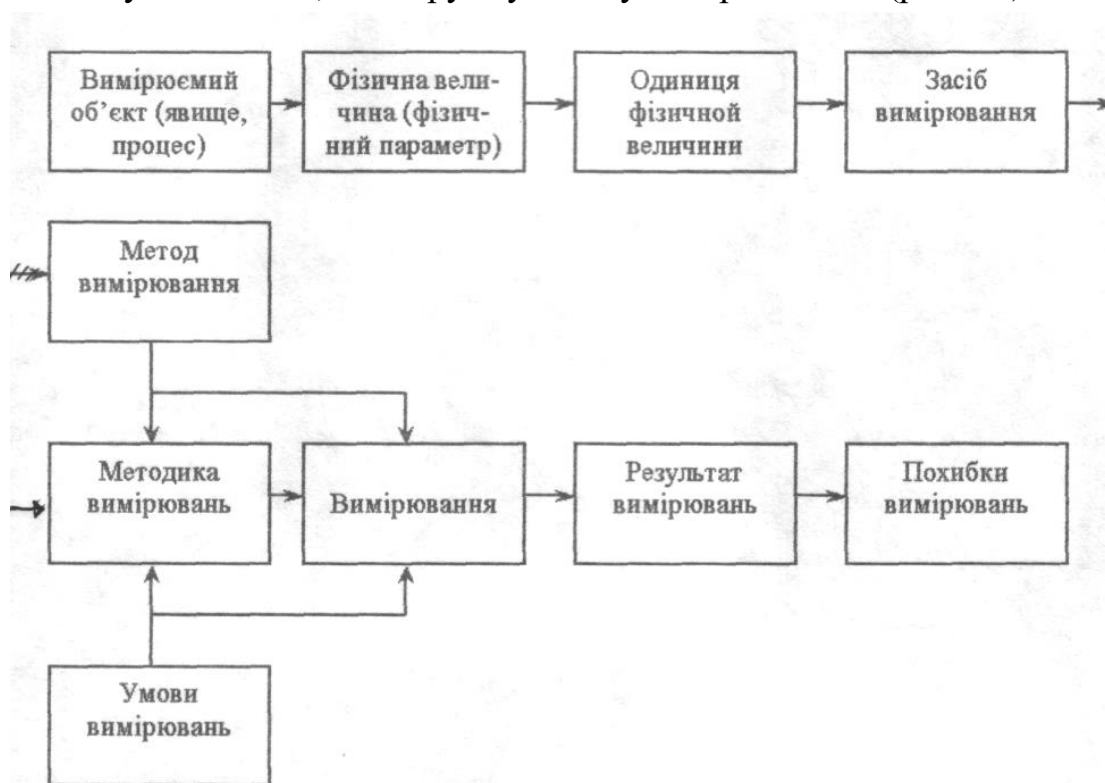 Вимірюємий
об’єкт (явище,
процес)
Фізична вели-
чина (фізич-
ний параметр)
Одиниця
фізичной
величини
Засіб
вимірювання
Метод
вимірювання
Методика
вимірювань
Вимірювання
Результат
вимірювань
Похибки
вимірювань
Умови
вимірювань